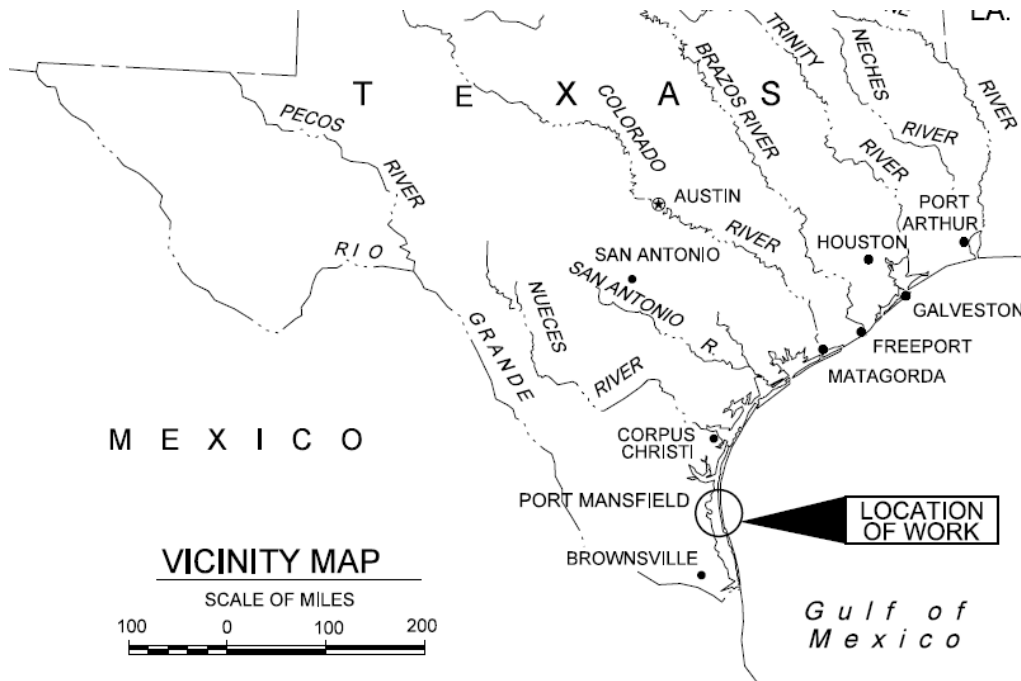 LA.
TRINITY
RIVER
NECHES
RIVER
RIVER
BRAZOS RIVER
T E X A S
COLORADO
RIVER
PECOS
RIVER
AUSTIN
PORT
ARTHUR
HOUSTON
SAN ANTONIO
SAN ANTONIO
R.
RIO
GRANDE
NUECES
RIVER
GALVESTON
FREEPORT
MATAGORDA
MEXICO
CORPUS
CHRISTI
PORT MANSFIELD
LOCATION
OF WORK
BROWNSVILLE
VICINITY MAP
SCALE OF MILES
100 0 100 200
Gulf of
Mexico